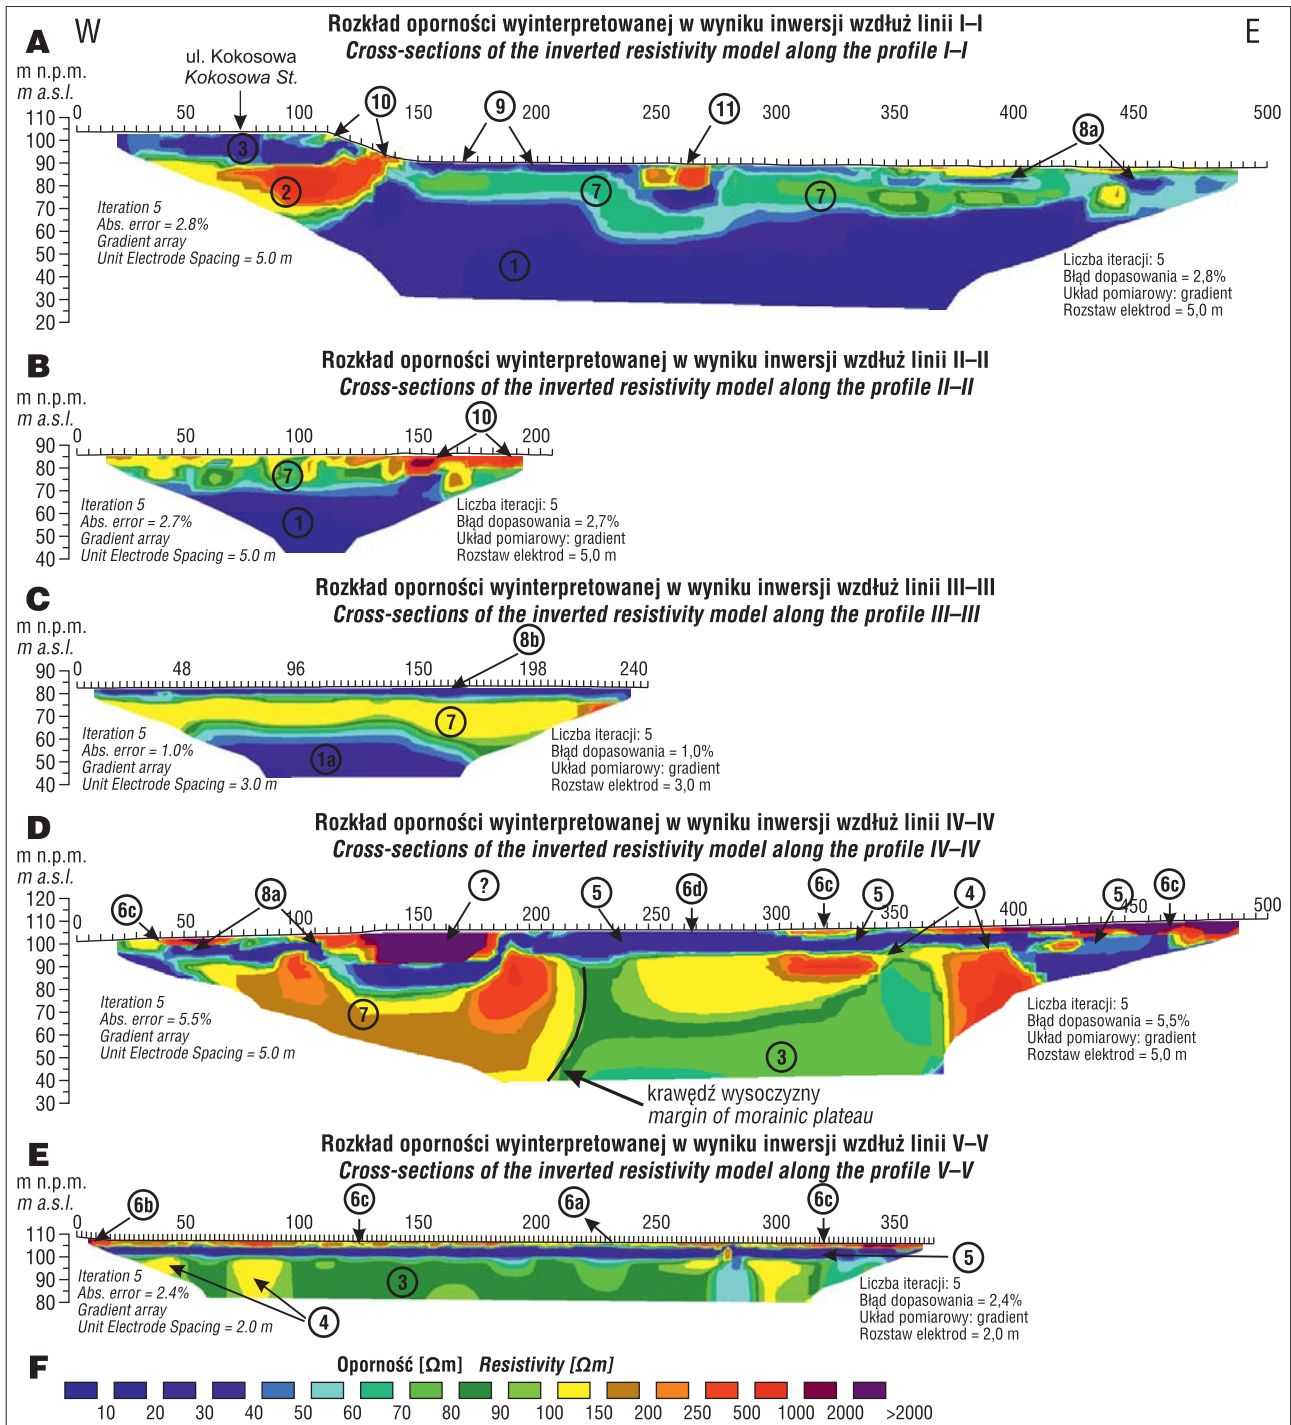 A
W
Rozkład oporności wyinterpretowanej w wyniku inwersji wzdłuż linii I–I
Cross-sections of the inverted resistivity model along the profile I–I
E
ul. Kokosowa
Kokosowa St.
m n.p.m.
m a.s.l.
10
9
11
8a
0 50 100 150 200 250 300 350 400 450 500
110
100
90
80
70
60
50
40
30
20
3
2
7
7
1
Iteration 5
Abs. error = 2.8%
Gradient array
Unit Electrode Spacing = 5.0 m
Liczba iteracji: 5
Błąd dopasowania = 2,8%
Układ pomiarowy: gradient
Rozstaw elektrod = 5,0 m
B
Rozkład oporności wyinterpretowanej w wyniku inwersji wzdłuż linii II–II
Cross-sections of the inverted resistivity model along the profile II–II
m n.p.m.
m a.s.l.
10
0 50 100 150 200
90
80
70
60
50
40
7
1
Iteration 5
Abs. error = 2.7%
Gradient array
Unit Electrode Spacing = 5.0 m
Liczba iteracji: 5
Błąd dopasowania = 2,7%
Układ pomiarowy: gradient
Rozstaw elektrod = 5,0 m
C
Rozkład oporności wyinterpretowanej w wyniku inwersji wzdłuż linii III–III
Cross-sections of the inverted resistivity model along the profile III–III
m n.p.m.
m a.s.l.
8b
0 48 96 150 198 240
90
80
70
60
50
40
7
1a
Iteration 5
Abs. error = 1.0%
Gradient array
Unit Electrode Spacing = 3.0 m
Liczba iteracji: 5
Błąd dopasowania = 1,0%
Układ pomiarowy: gradient
Rozstaw elektrod = 3,0 m
D
Rozkład oporności wyinterpretowanej w wyniku inwersji wzdłuż linii IV–IV
Cross-sections of the inverted resistivity model along the profile IV–IV
m n.p.m.
m a.s.l.
6c
8a
?
5
6d
6c
5
4
5
6c
0 50 100 150 200 250 300 350 400 450 500
120
110
100
90
80
70
60
50
40
30
7
3
Iteration 5
Abs. error = 5.5%
Gradient array
Unit Electrode Spacing = 5.0 m
Liczba iteracji: 5
Błąd dopasowania = 5,5%
Układ pomiarowy: gradient
Rozstaw elektrod = 5,0 m
krawędź wysoczyzny
margin of morainic plateau
E
Rozkład oporności wyinterpretowanej w wyniku inwersji wzdłuż linii V–V
Cross-sections of the inverted resistivity model along the profile V–V
m n.p.m.
m a.s.l.
6b
6c
6a
6c
0 50 100 150 200 250 300 350
110
100
90
80
3
5
4
Iteration 5
Abs. error = 2.4%
Gradient array
Unit Electrode Spacing = 2.0 m
Liczba iteracji: 5
Błąd dopasowania = 2,4%
Układ pomiarowy: gradient
Rozstaw elektrod = 2,0 m
F
Oporność [Ωm] Resistivity [Ωm]
10 20 30 40 50 60 70 80 90 100 150 200 250 500 1000 2000 >2000